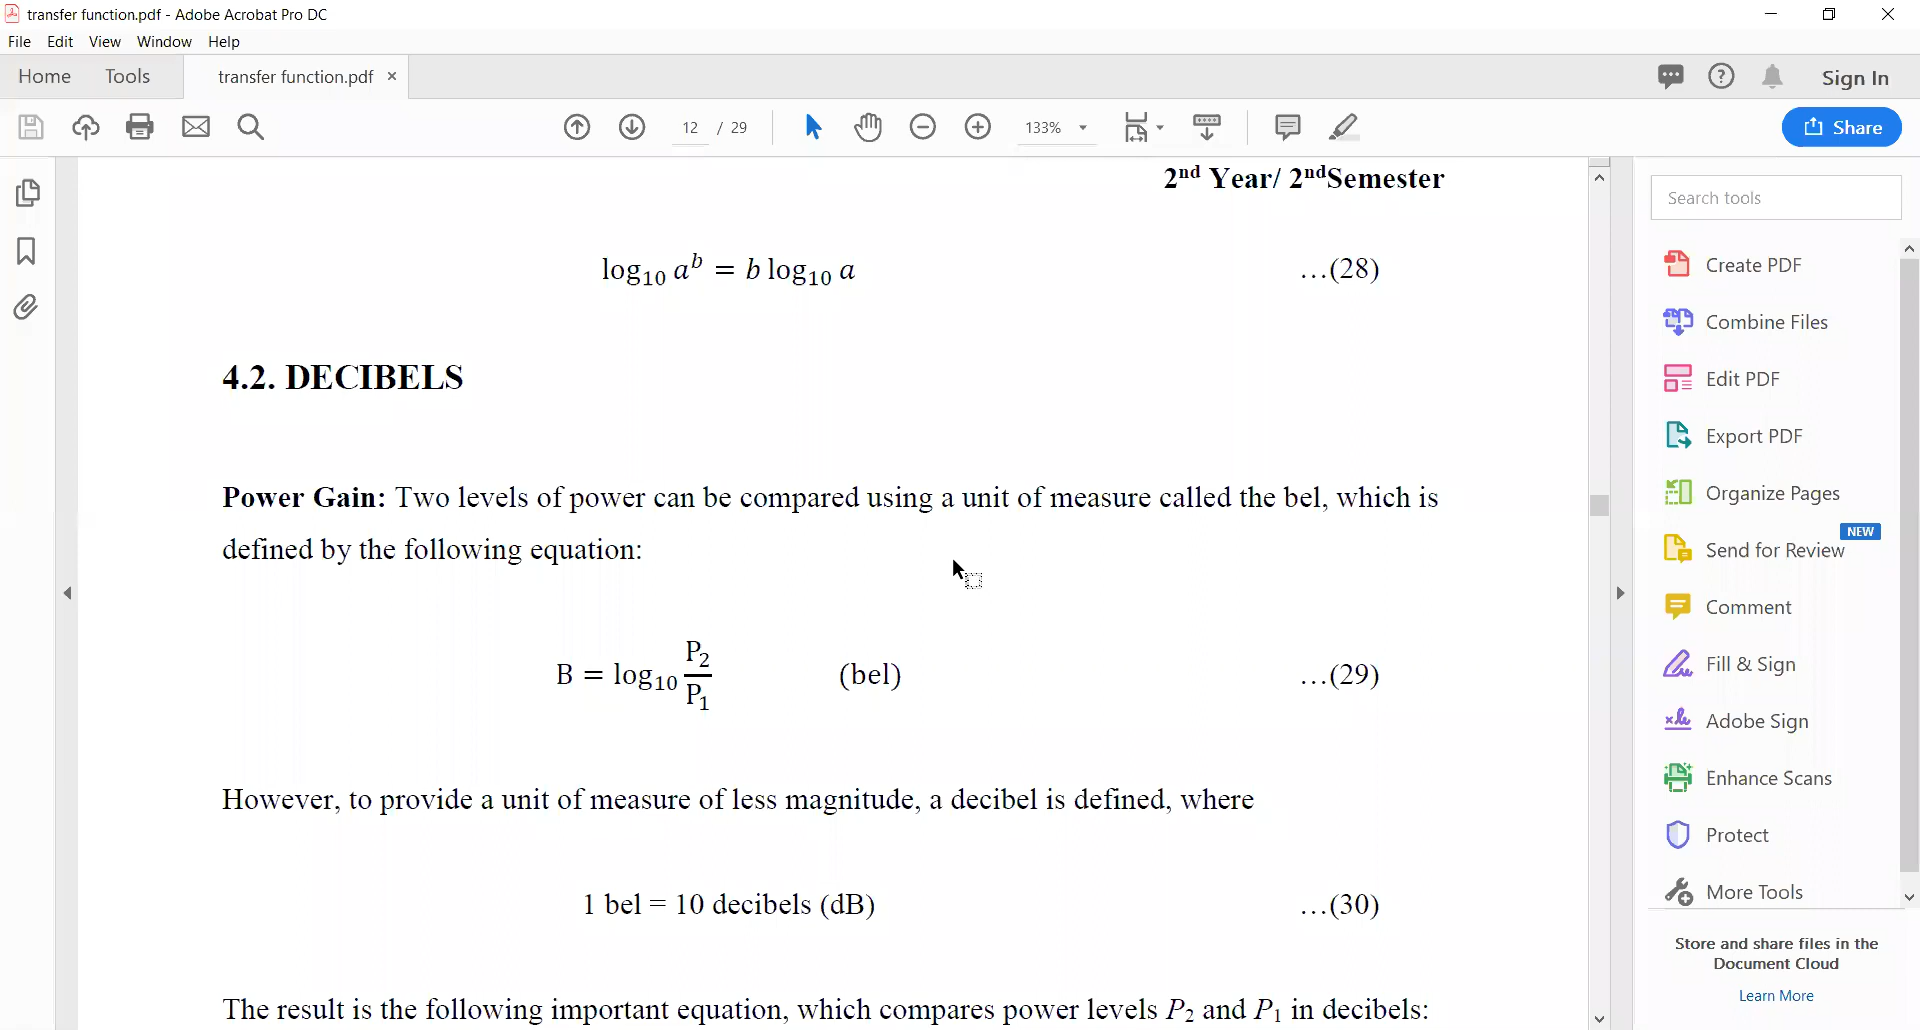 transfer function.pdf - Adobe Acrobat Pro DC
File Edit View Window Help
Home Tools transfer function.pdf × Sign In
12 / 29 133% Share
2nd Year/ 2ndSemester
log₁₀ aᵇ = b log₁₀ a …(28)
4.2. DECIBELS
Power Gain: Two levels of power can be compared using a unit of measure called the bel, which is
defined by the following equation:
B = log₁₀ P₂/P₁ (bel) …(29)
However, to provide a unit of measure of less magnitude, a decibel is defined, where
1 bel = 10 decibels (dB) …(30)
The result is the following important equation, which compares power levels P₂ and P₁ in decibels:
Search tools
Create PDF
Combine Files
Edit PDF
Export PDF
Organize Pages
NEW
Send for Review
Comment
Fill & Sign
Adobe Sign
Enhance Scans
Protect
More Tools
Store and share files in the
Document Cloud
Learn More